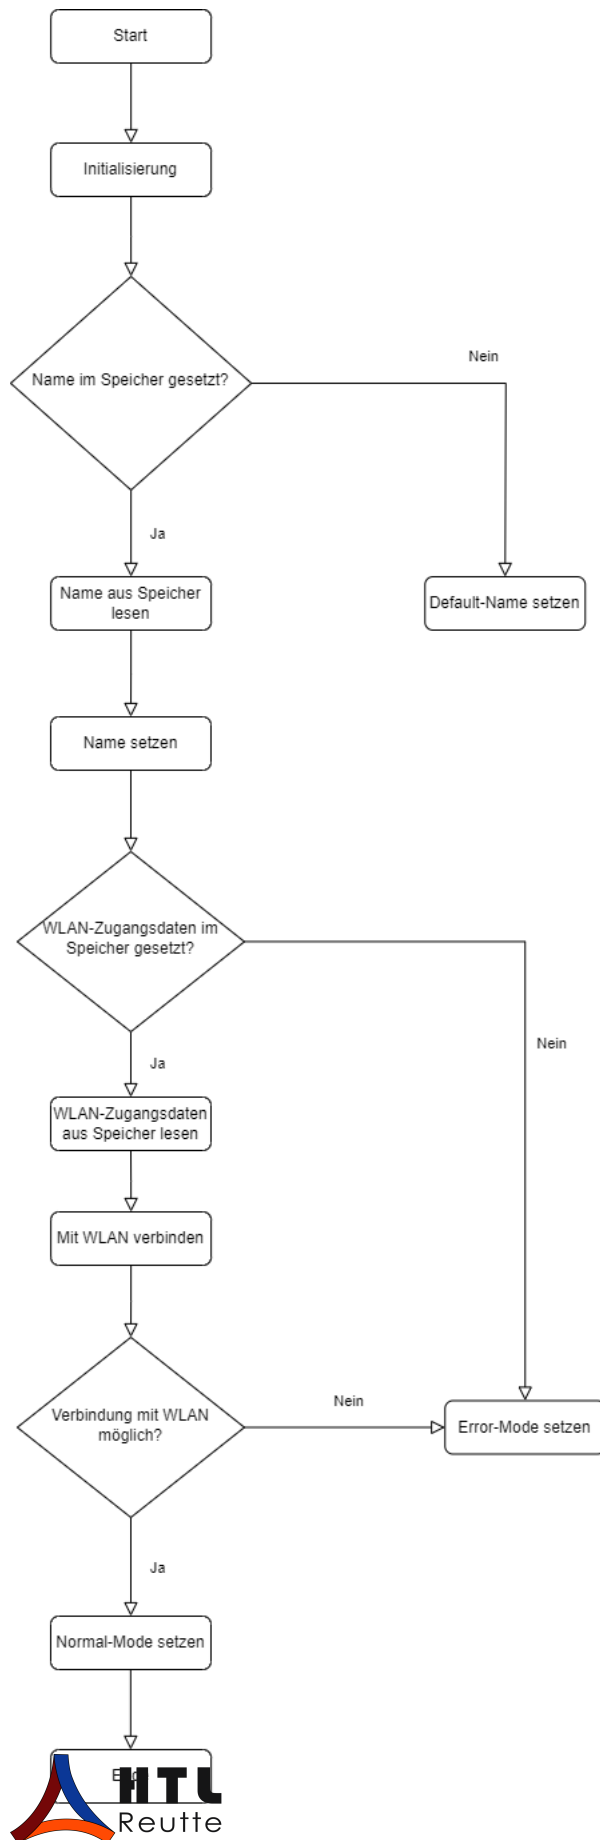 Start
Initialisierung
Name im Speicher gesetzt?
Nein
Ja
Name aus Speicher
lesen
Default-Name setzen
Name setzen
WLAN-Zugangsdaten im
Speicher gesetzt?
Nein
Ja
WLAN-Zugangsdaten
aus Speicher lesen
Mit WLAN verbinden
Verbindung mit WLAN
möglich?
Nein
Error-Mode setzen
Ja
Normal-Mode setzen
HTL
Reutte